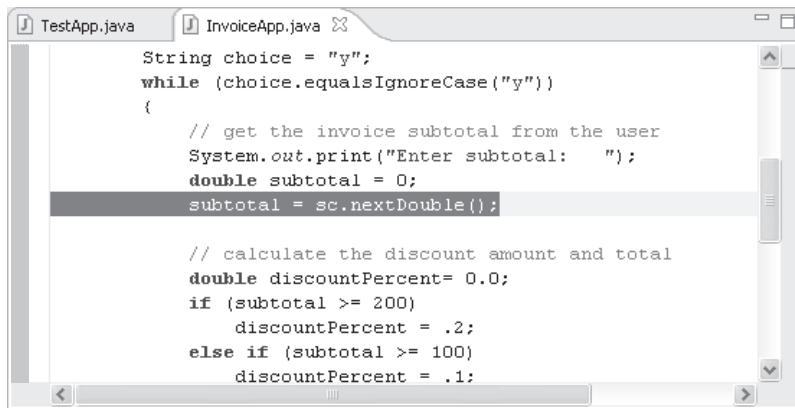 TestApp.java InvoiceApp.java
String choice = "y";
while (choice.equalsIgnoreCase("y"))
{
// get the invoice subtotal from the user
System.out.print("Enter subtotal:   ");
double subtotal = 0;
subtotal = sc.nextDouble();
// calculate the discount amount and total
double discountPercent= 0.0;
if (subtotal >= 200)
discountPercent = .2;
else if (subtotal >= 100)
discountPercent = .1;